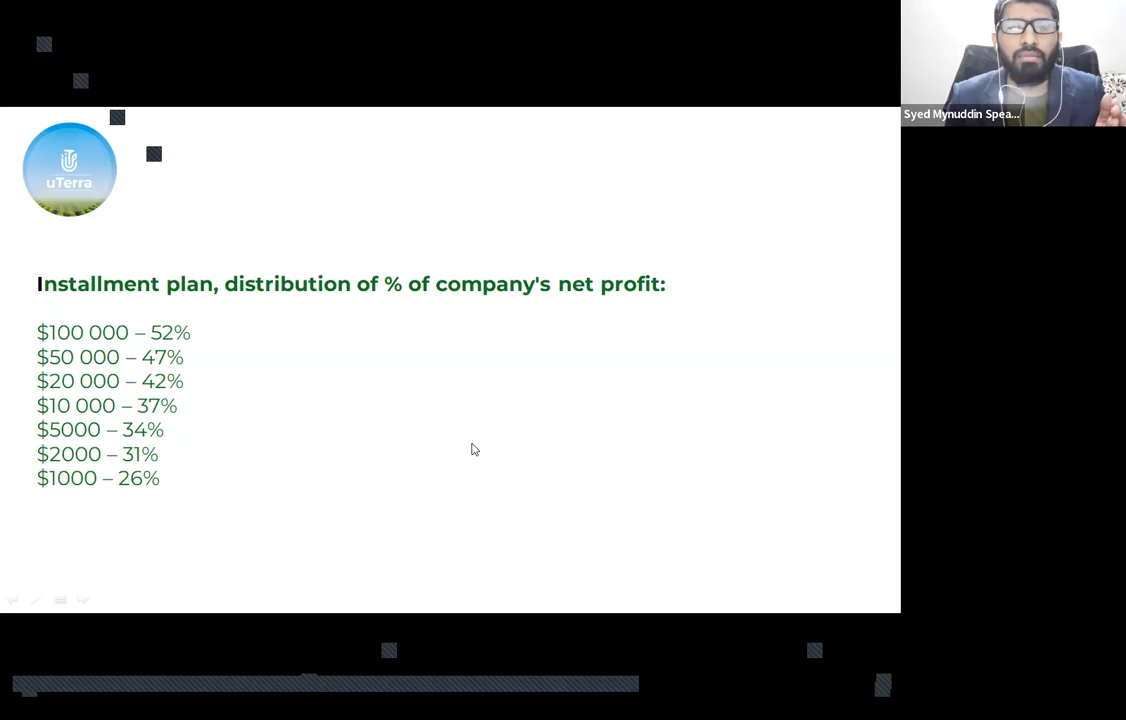 Syed Mynuddin Spea...
uTerra
Installment plan, distribution of % of company's net profit:
$100 000 – 52%
$50 000 – 47%
$20 000 – 42%
$10 000 – 37%
$5000 – 34%
$2000 – 31%
$1000 – 26%